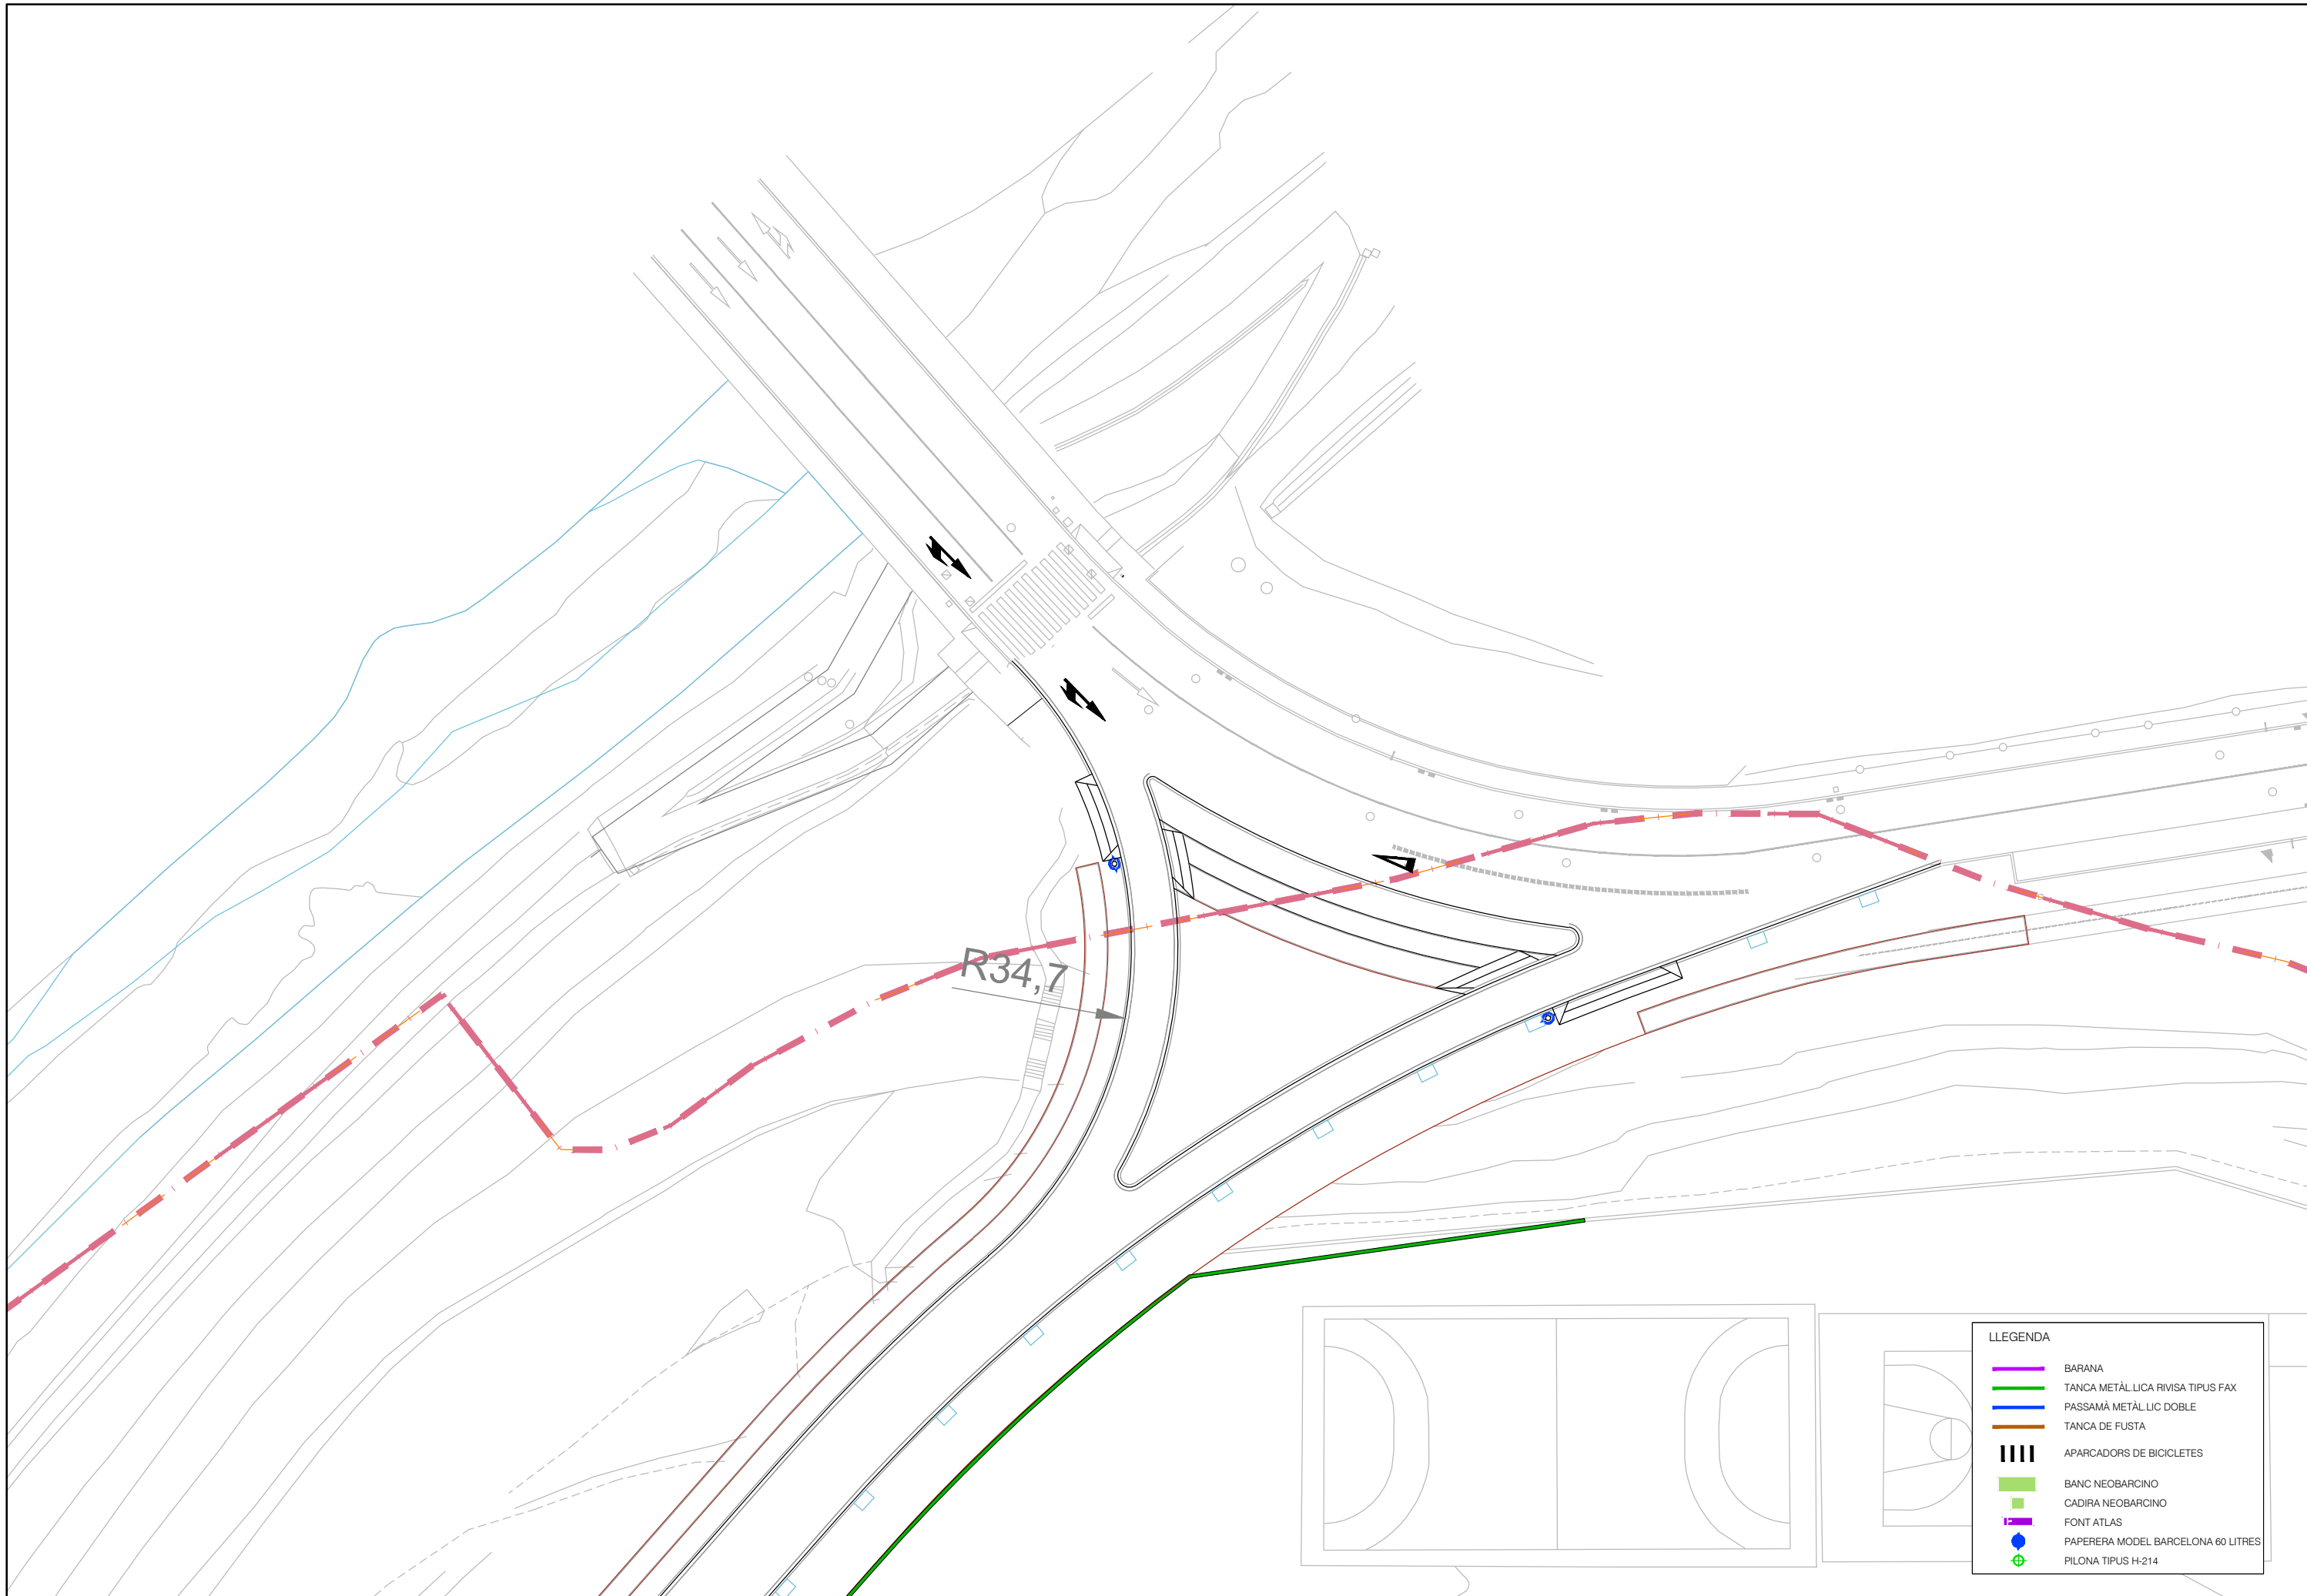 R34,7
LLEGENDA
BARANA
TANCA METÀL.LICA RIVISA TIPUS FAX
PASSAMÀ METÀL.LIC DOBLE
TANCA DE FUSTA
APARCADORS DE BICICLETES
BANC NEOBARCINO
CADIRA NEOBARCINO
FONT ATLAS
PAPERERA MODEL BARCELONA 60 LITRES
PILONA TIPUS H-214